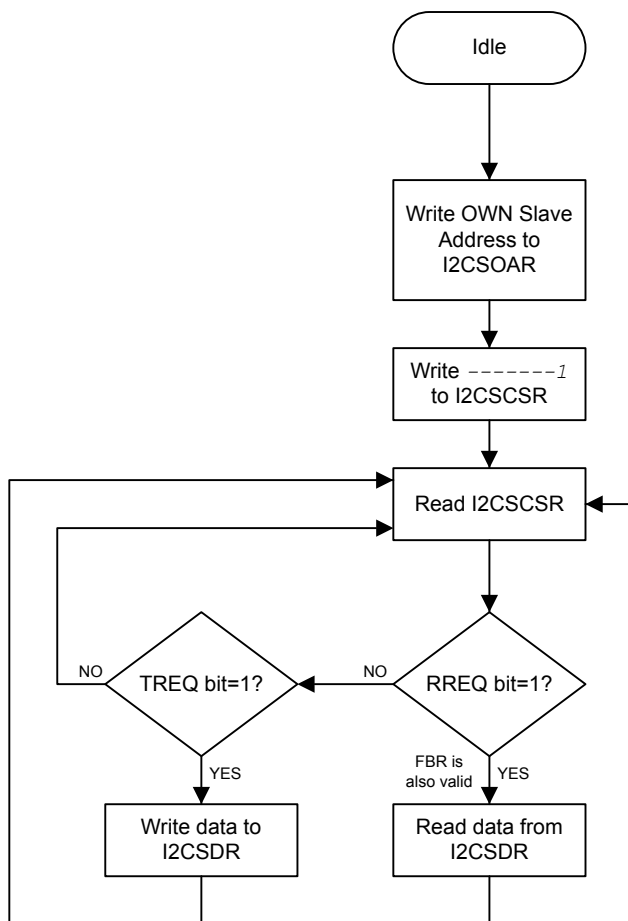 Idle
Write OWN Slave
Address to
I2CSOAR
Write -------1
to I2CSCSR
Read I2CSCSR
NO
TREQ bit=1?
NO
RREQ bit=1?
YES
FBR is
also valid
YES
Write data to
I2CSDR
Read data from
I2CSDR